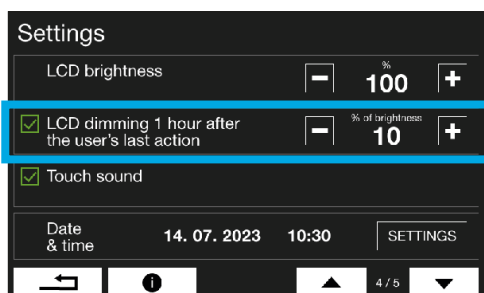 Settings
LCD brightness
%
100
LCD dimming 1 hour after
the user's last action
% of brightness
10
Touch sound
Date
& time
14. 07. 2023
10:30
SETTINGS
4/5